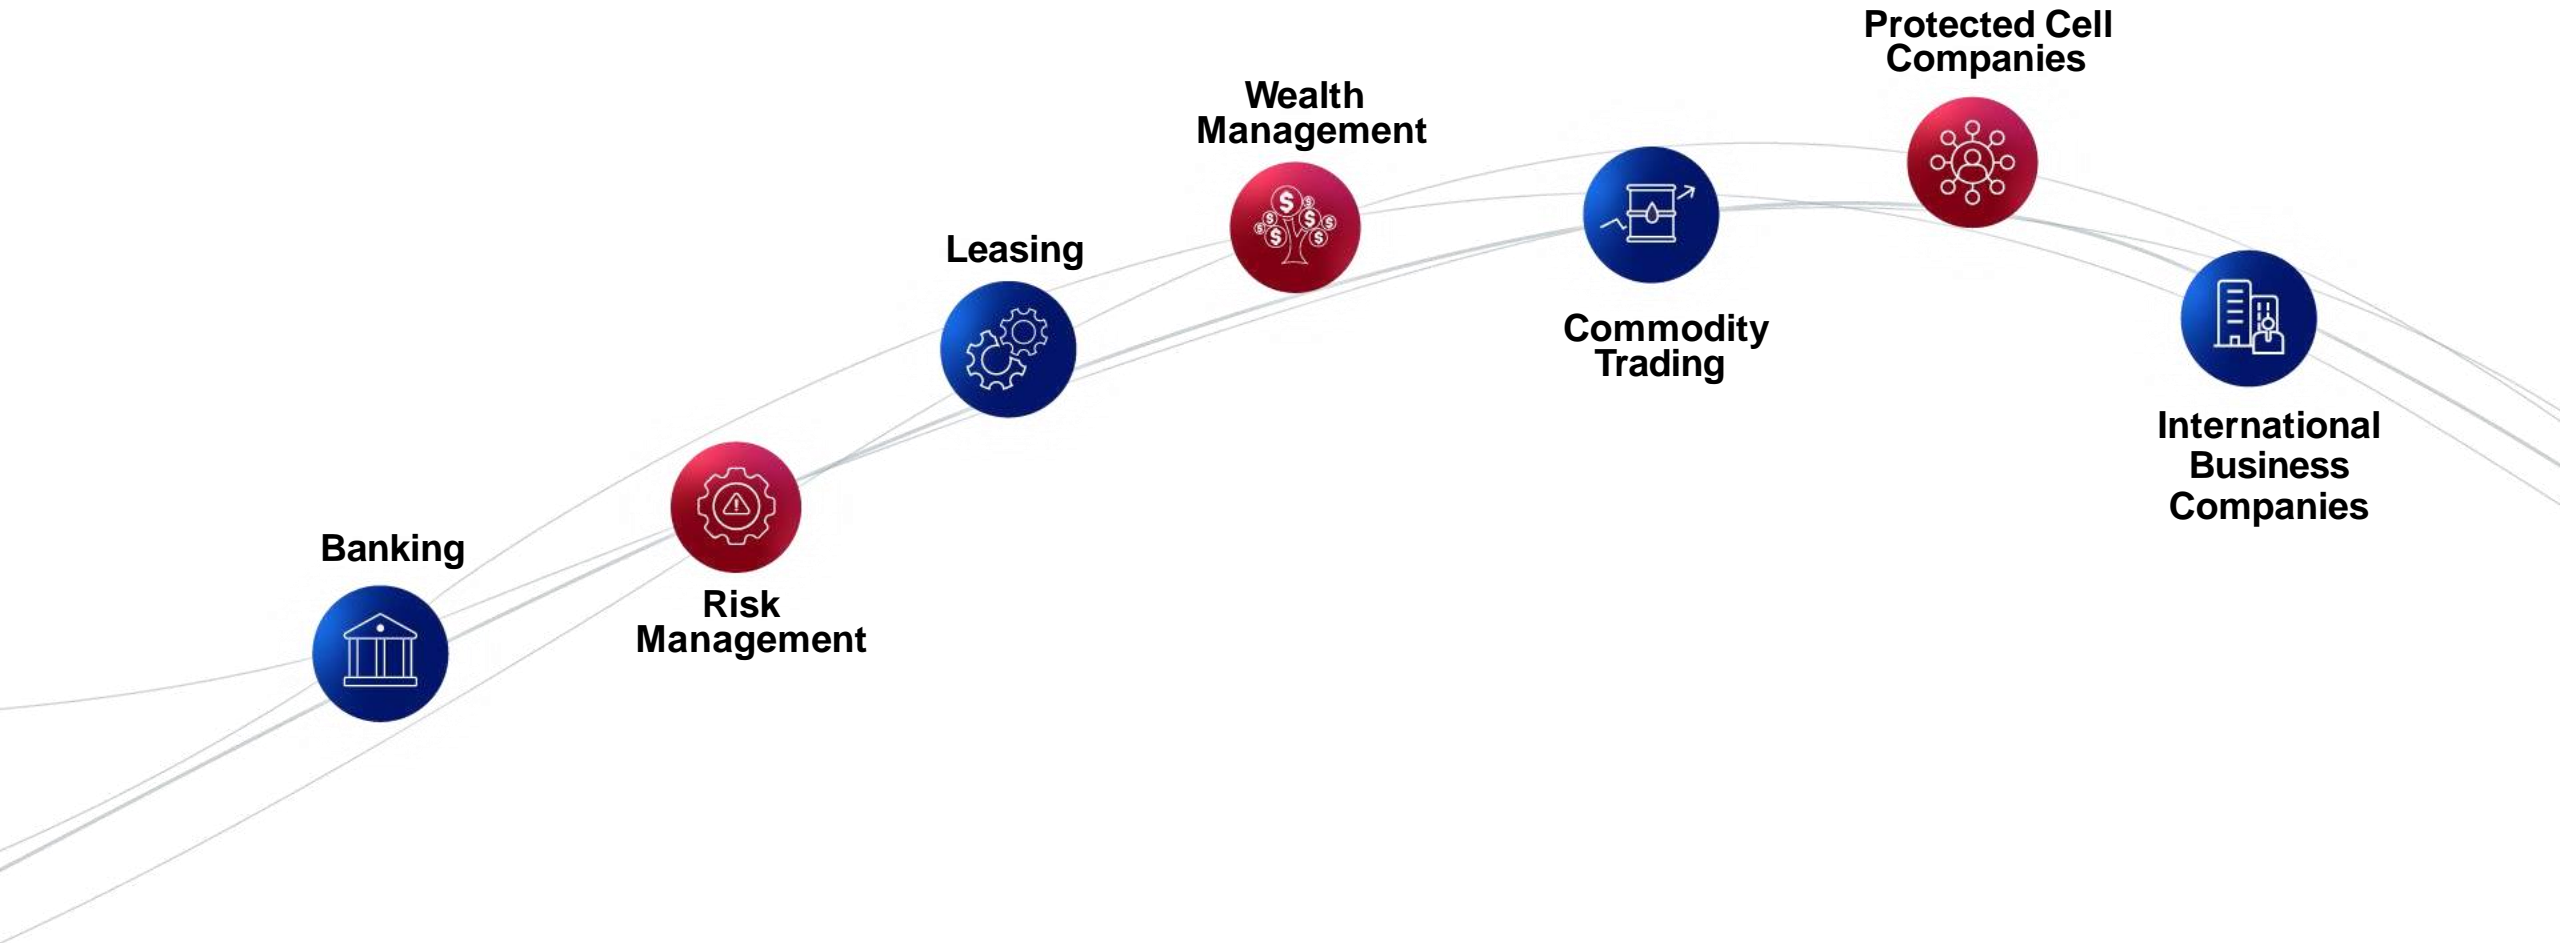 Banking
Risk
Management
Leasing
Wealth
Management
Commodity
Trading
Protected Cell
Companies
International
Business
Companies